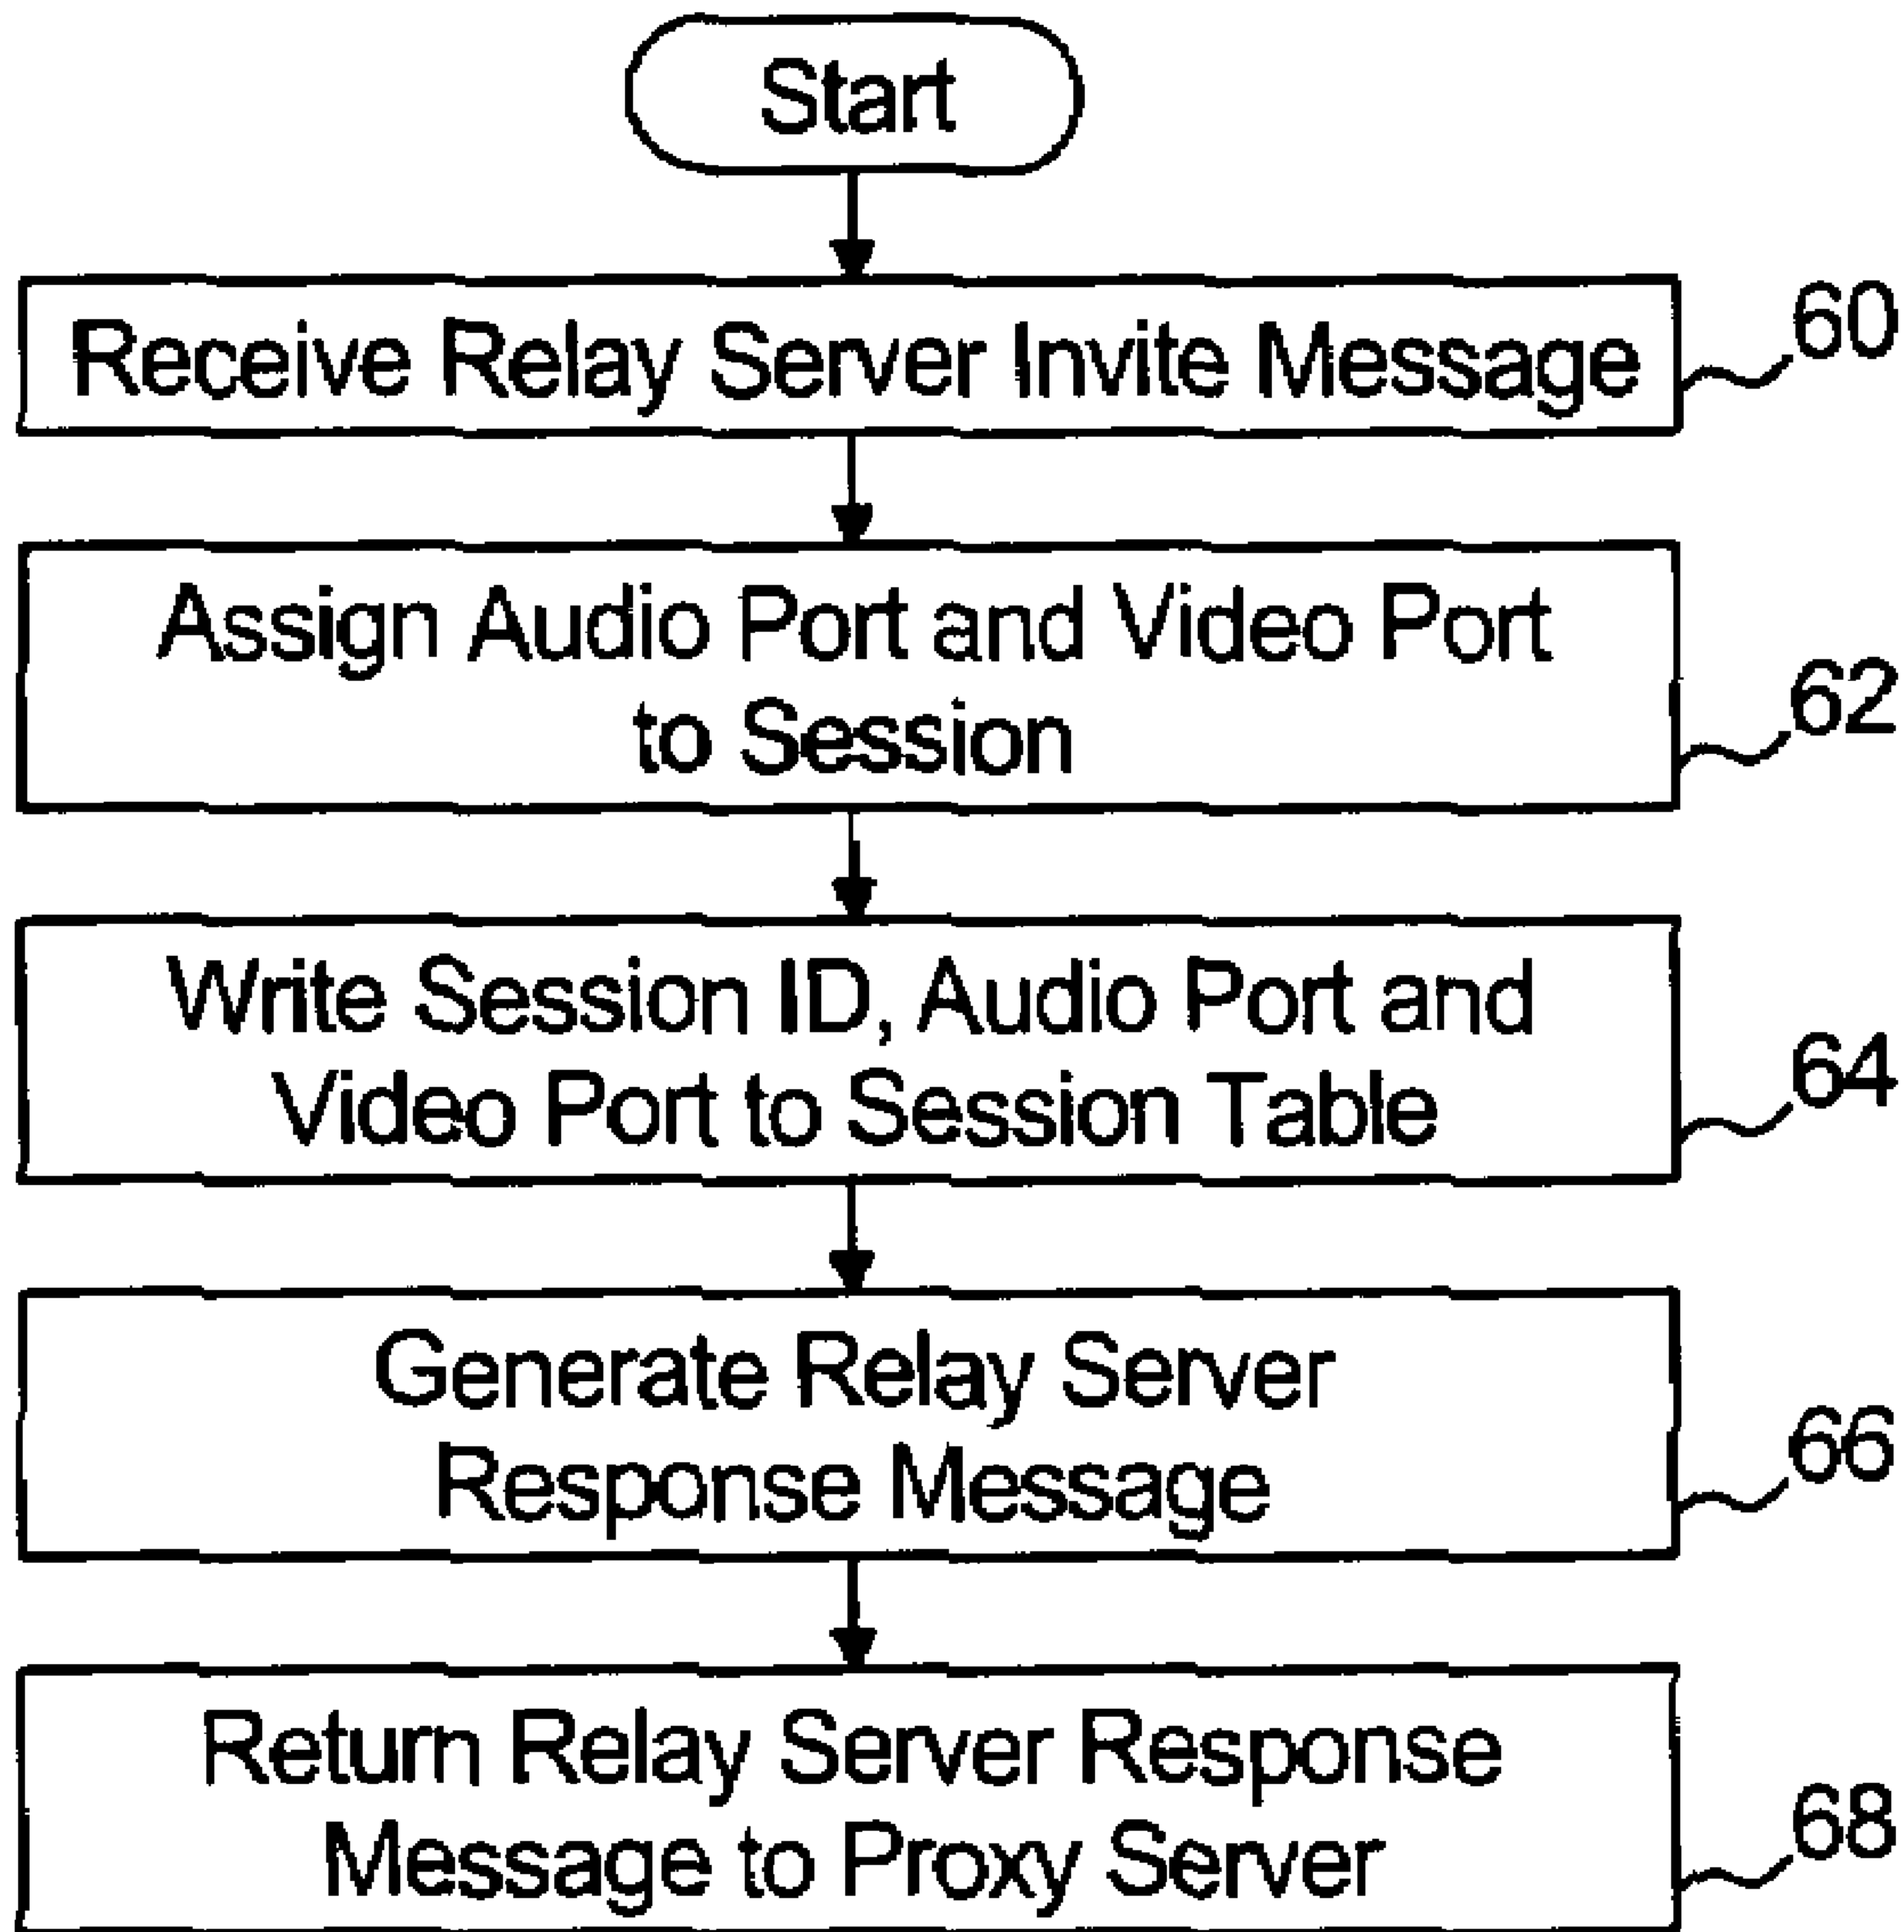 Start
Receive Relay Server Invite Message
60
Assign Audio Port and Video Port
to Session
62
Write Session ID, Audio Port and
Video Port to Session Table
64
Generate Relay Server
Response Message
66
Return Relay Server Response
Message to Proxy Server
68